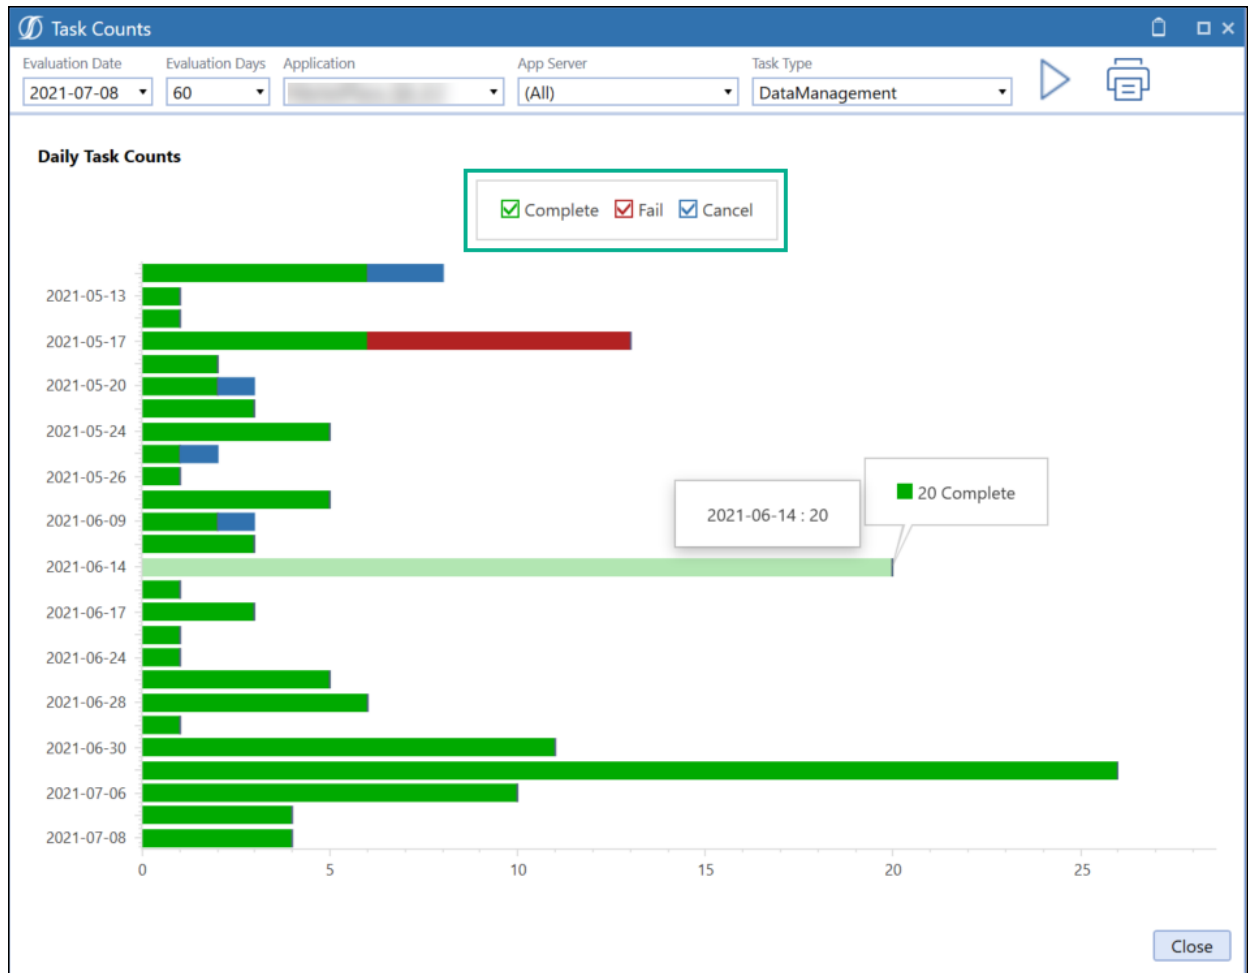 Task Counts
Evaluation Date Evaluation Days Application App Server Task Type
2021-07-08 60 (All) DataManagement
Daily Task Counts
Complete Fail Cancel
2021-05-13
2021-05-17
2021-05-20
2021-05-24
2021-05-26
20 Complete
2021-06-14 : 20
2021-06-09
2021-06-14
2021-06-17
2021-06-24
2021-06-28
2021-06-30
2021-07-06
2021-07-08
0 5 10 15 20 25
Close